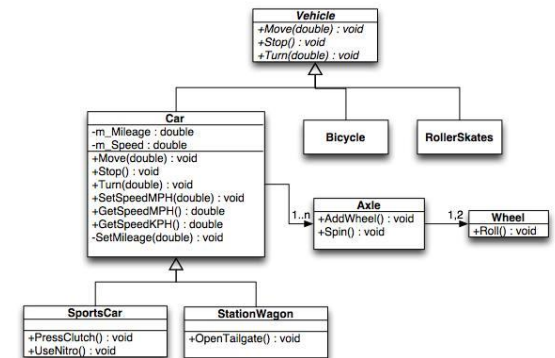 Vehicle
+Move(double) : void
+Stop() : void
+Turn(double) : void
Car
-m_Mileage : double
-m_Speed : double
+Move(double) : void
+Stop() : void
+Turn(double) : void
+SetSpeedMPH(double) : void
+GetSpeedMPH() : double
+GetSpeedKPH() : double
-SetMileage(double) : void
Bicycle
RollerSkates
1..n
Axle
+AddWheel() : void
+Spin() : void
1,2
Wheel
+Roll() : void
SportsCar
+PressClutch() : void
+UseNitro() : void
StationWagon
+OpenTailgate() : void